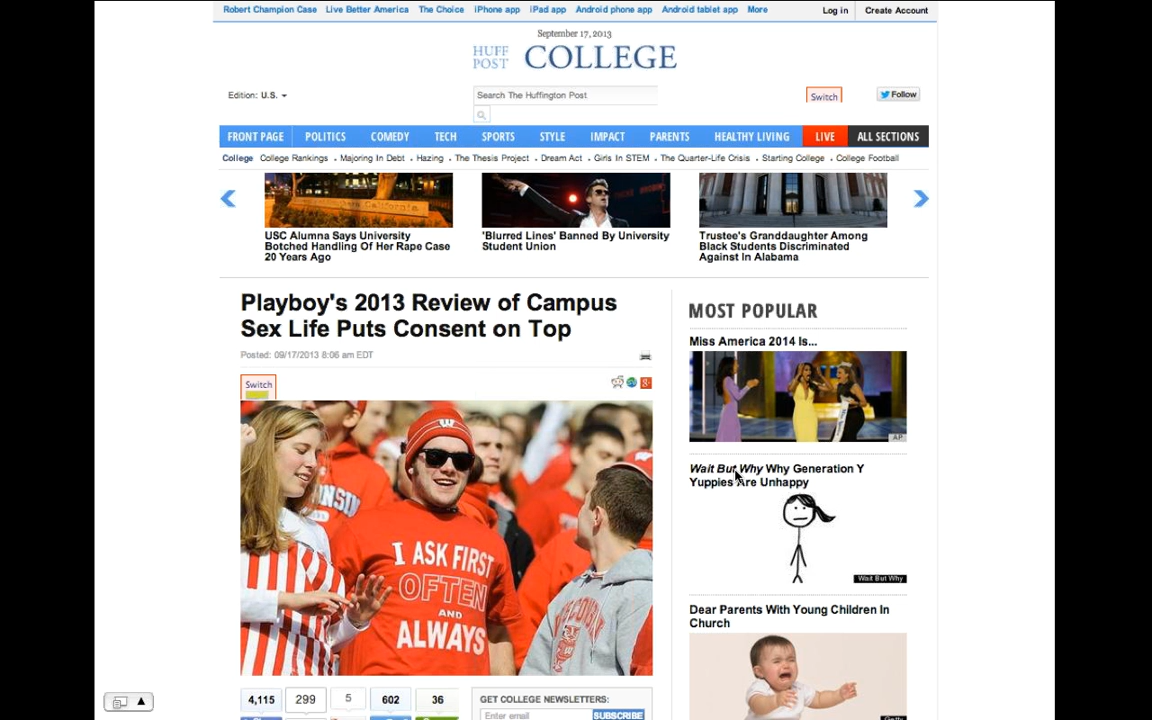 Robert Champion Case Live Better America The Choice iPhone app iPad app Android phone app Android tablet app More Log in Create Account
September 17, 2013
HUFF POST COLLEGE
Edition: U.S.
Search The Huffington Post
Switch
Follow
FRONT PAGE POLITICS COMEDY TECH SPORTS STYLE IMPACT PARENTS HEALTHY LIVING LIVE ALL SECTIONS
College College Rankings • Majoring In Debt • Hazing • The Thesis Project • Dream Act • Girls In STEM • The Quarter-Life Crisis • Starting College • College Football
USC Alumna Says University
Botched Handling Of Her Rape Case
20 Years Ago
'Blurred Lines' Banned By University
Student Union
Trustee's Granddaughter Among
Black Students Discriminated
Against In Alabama
Playboy's 2013 Review of Campus
Sex Life Puts Consent on Top
Posted: 09/17/2013 8:06 am EDT
Switch
I ASK FIRST
OFTEN
AND
ALWAYS
W
4,115 299 5 602 36
GET COLLEGE NEWSLETTERS:
Enter email
SUBSCRIBE
MOST POPULAR
Miss America 2014 Is...
AP
Wait But Why Why Generation Y
Yuppies Are Unhappy
Wait But Why
Dear Parents With Young Children In
Church